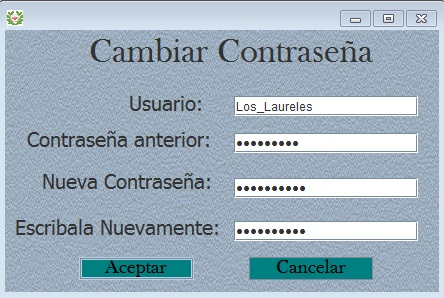 Cambiar Contraseña
Usuario: Los_Laureles
Contraseña anterior: •••••••••
Nueva Contraseña: ••••••••••
Escribala Nuevamente: ••••••••••
Aceptar Cancelar